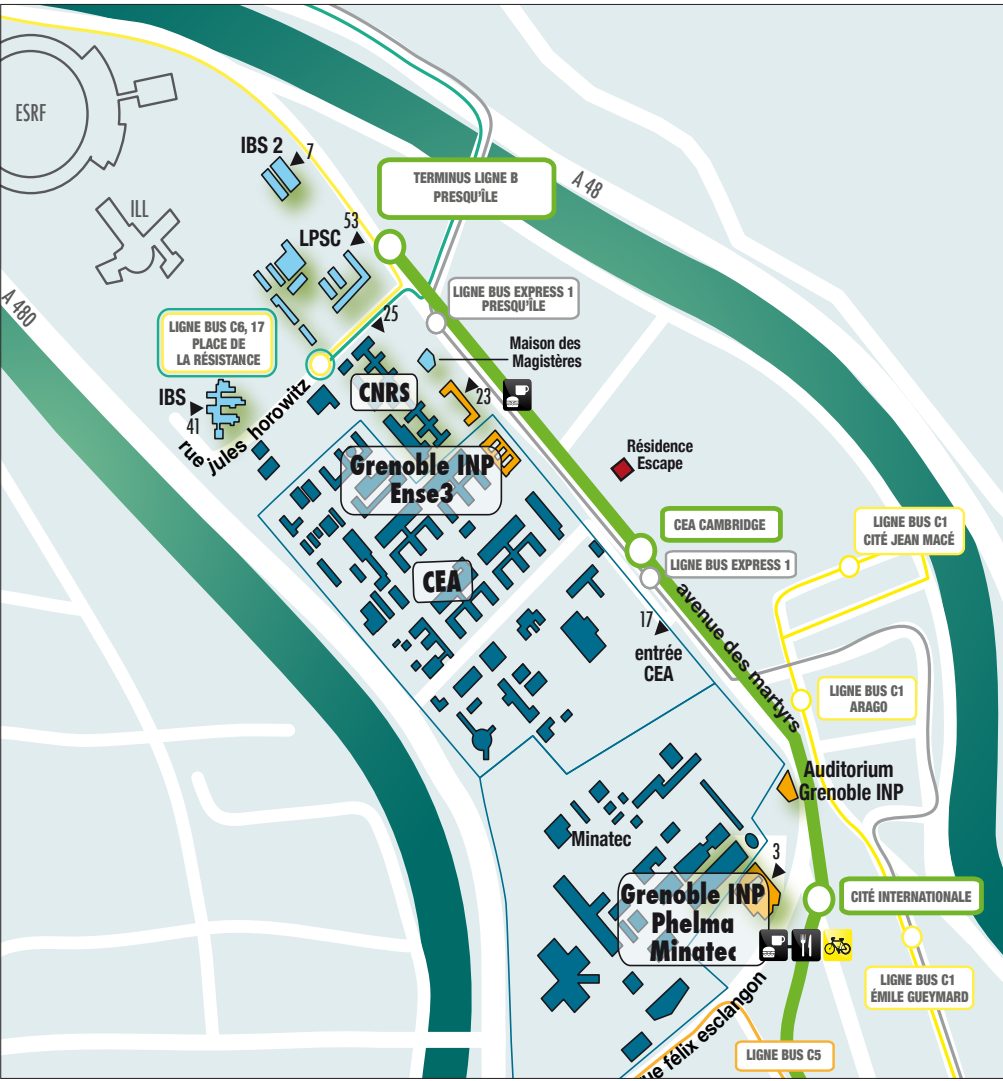 ESRF
IBS 2
7
ILL
LPSC
53
TERMINUS LIGNE B
PRESQU'ÎLE
A 48
A 480
LIGNE BUS EXPRESS 1
PRESQU'ÎLE
25
LIGNE BUS C6, 17
PLACE DE
LA RÉSISTANCE
Maison des
Magistères
IBS
41
CNRS
23
rue jules horowitz
Résidence
Escape
Grenoble INP
Ense3
CEA CAMBRIDGE
LIGNE BUS C1
CITÉ JEAN MACÉ
LIGNE BUS EXPRESS 1
CEA
avenue des martyrs
17
entrée
CEA
LIGNE BUS C1
ARAGO
Auditorium
Grenoble INP
Minatec
3
Grenoble INP
Phelma
Minatec
CITÉ INTERNATIONALE
LIGNE BUS C1
ÉMILE GUEYMARD
ue félix esclangon
LIGNE BUS C5